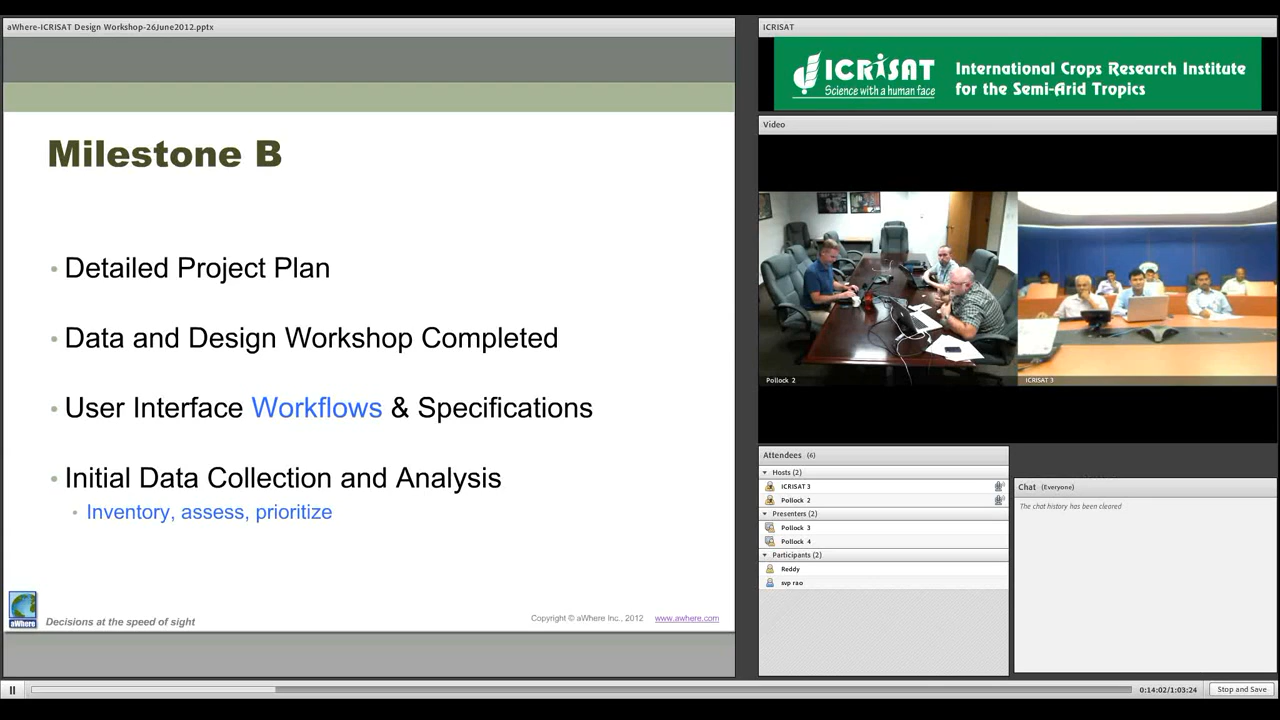 aWhere-ICRISAT Design Workshop-26June2012.pptx
Milestone B
Detailed Project Plan
Data and Design Workshop Completed
User Interface Workflows & Specifications
Initial Data Collection and Analysis
Inventory, assess, prioritize
aWhere
Decisions at the speed of sight
Copyright © aWhere Inc., 2012 www.awhere.com
ICRISAT
ICRISAT
Science with a human face
International Crops Research Institute
for the Semi-Arid Tropics
Video
Pollock 2
ICRISAT 3
Attendees (6)
Hosts (2)
ICRISAT 3
Pollock 2
Presenters (2)
Pollock 3
Pollock 4
Participants (2)
Reddy
svp rao
Chat (Everyone)
The chat history has been cleared
0:14:02/1:03:24
Stop and Save